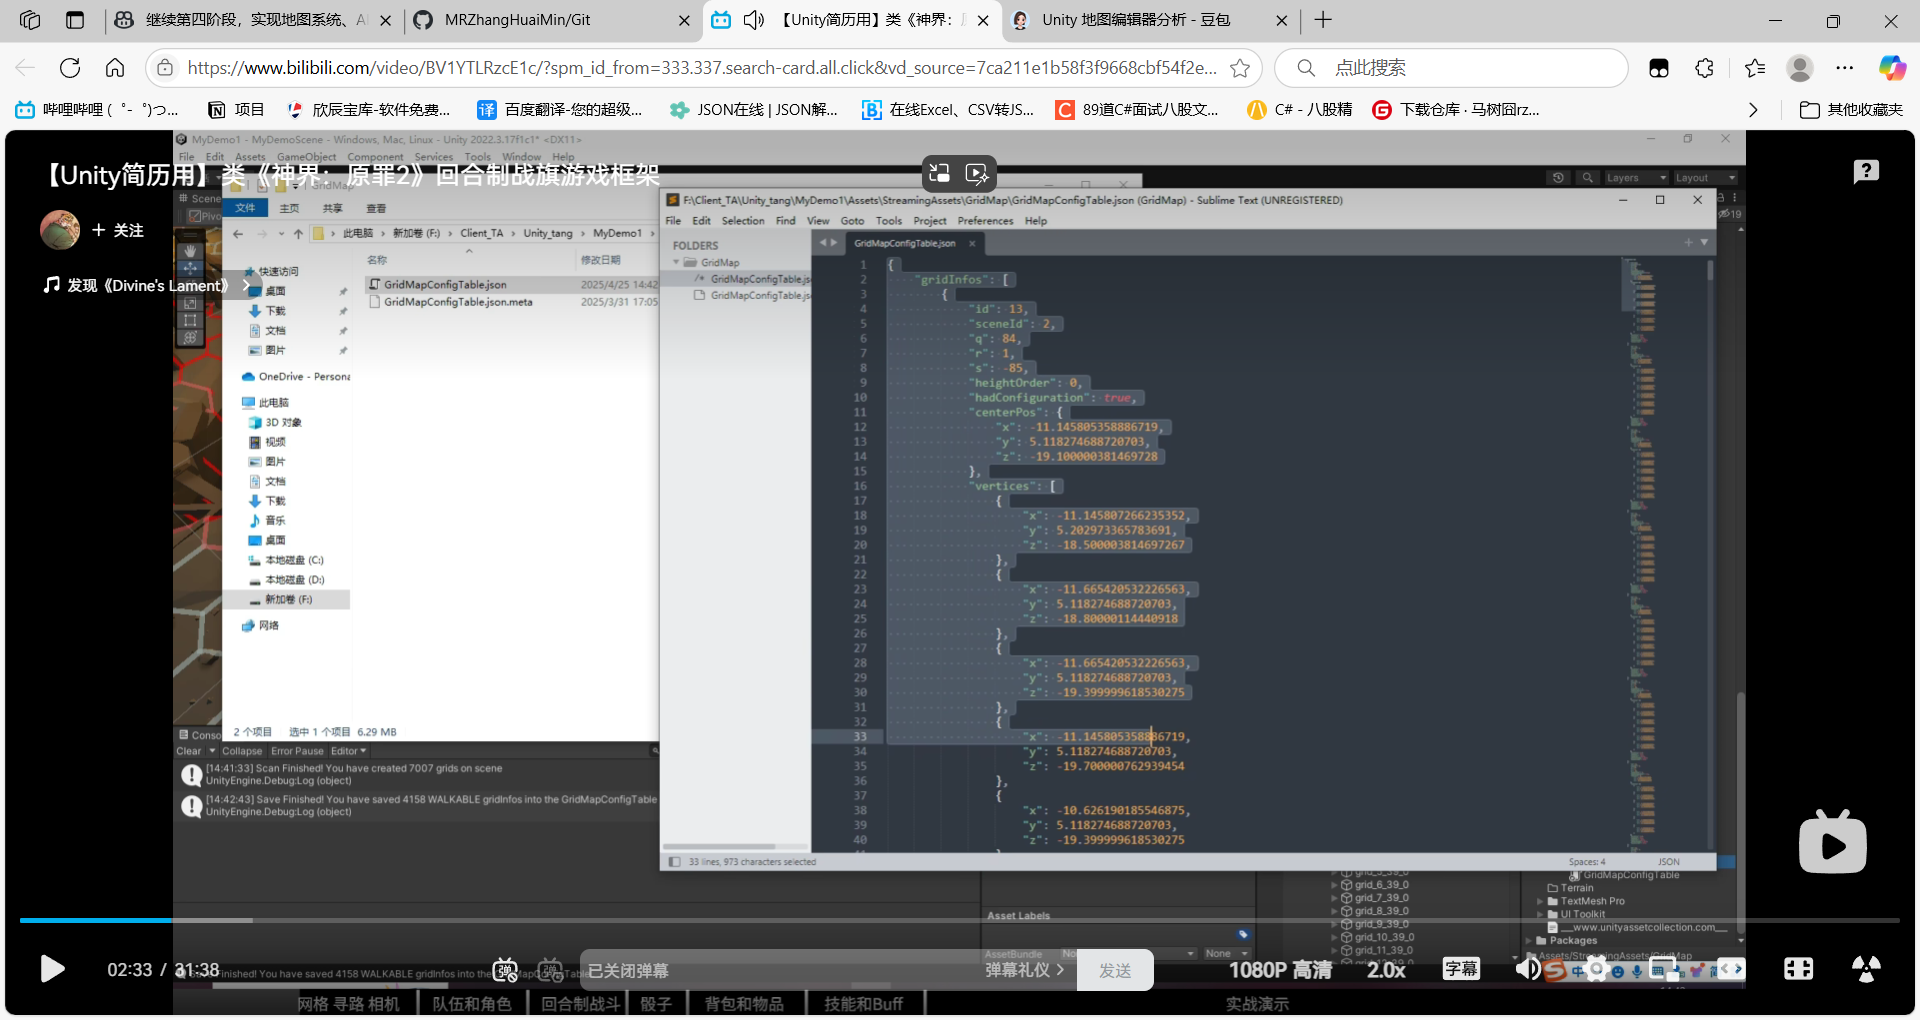 继续第四阶段，实现地图系统、A
MRZhangHuaiMin/Git
【Unity简历用】类《神界：
Unity 地图编辑器分析 - 豆包
https://www.bilibili.com/video/BV1YTLRzcE1c/?spm_id_from=333.337.search-card.all.click&vd_source=7ca211e1b58f3f9668cbf54f2e...
点此搜索
哔哩哔哩 (゜-゜)つ...
项目
欣辰宝库-软件免费...
百度翻译-您的超级...
JSON在线 | JSON解...
在线Excel、CSV转JS...
89道C#面试八股文...
C# - 八股精
下载仓库 · 马树囧rz...
其他收藏夹
MyDemo1 - MyDemoScene - Windows, Mac, Linux - Unity 2022.3.17f1c1* <DX11>
File Edit Assets GameObject Component Services Tools Window Help
【Unity简历用】类《神界：原罪2》回合制战旗游戏框架
GridMap
Scene
Layers
Layout
19
+ 关注
发现《Divine's Lament》
文件 主页 共享 查看
此电脑 > 新加卷 (F:) > Client_TA > Unity_tang > MyDemo1 >
名称
修改日期
GridMapConfigTable.json
2025/4/25 14:42
GridMapConfigTable.json.meta
2025/3/31 17:05
快速访问
桌面
下载
文档
图片
OneDrive - Persona
此电脑
3D 对象
视频
图片
文档
下载
音乐
桌面
本地磁盘 (C:)
本地磁盘 (D:)
新加卷 (F:)
网络
2 个项目 选中 1 个项目 6.29 MB
F:\Client_TA\Unity_tang\MyDemo1\Assets\StreamingAssets\GridMap\GridMapConfigTable.json (GridMap) - Sublime Text (UNREGISTERED)
File Edit Selection Find View Goto Tools Project Preferences Help
FOLDERS
GridMap
/* GridMapConfigTable.js
GridMapConfigTable.js
GridMapConfigTable.json
1 {
2 "gridInfos": [
3 {
4 "id": 13,
5 "sceneId": 2,
6 "q": 84,
7 "r": 1,
8 "s": -85,
9 "heightOrder": 0,
10 "hadConfiguration": true,
11 "centerPos": {
12 "x": -11.145805358886719,
13 "y": 5.118274688720703,
14 "z": -19.100000381469728
15 },
16 "vertices": [
17 {
18 "x": -11.145807266235352,
19 "y": 5.202973365783691,
20 "z": -18.500003814697267
21 },
22 {
23 "x": -11.665420532226563,
24 "y": 5.118274688720703,
25 "z": -18.80000114440918
26 },
27 {
28 "x": -11.665420532226563,
29 "y": 5.118274688720703,
30 "z": -19.399999618530275
31 },
32 {
33 "x": -11.145805358886719,
34 "y": 5.118274688720703,
35 "z": -19.700000762939454
36 },
37 {
38 "x": -10.626190185546875,
39 "y": 5.118274688720703,
40 "z": -19.399999618530275
33 lines, 973 characters selected
Spaces: 4
JSON
Conso
Clear Collapse Error Pause Editor
[14:41:33] Scan Finished! You have created 7007 grids on scene
UnityEngine.Debug:Log (object)
[14:42:43] Save Finished! You have saved 4158 WALKABLE gridInfos into the GridMapConfigTable
UnityEngine.Debug:Log (object)
grid_5_39_0
grid_6_39_0
grid_7_39_0
grid_8_39_0
grid_9_39_0
grid_10_39_0
grid_11_39_0
GridMapConfigTable
Terrain
TextMesh Pro
UI Toolkit
__www.unityassetcollection.com__
Packages
Assets/StreamingAssets/GridMap
Asset Labels
AssetBundle
None
02:33 / 31:38
已关闭弹幕
弹幕礼仪 >
发送
1080P 高清
2.0x
字幕
网格 寻路 相机
队伍和角色
回合制战斗
骰子
背包和物品
技能和Buff
实战演示